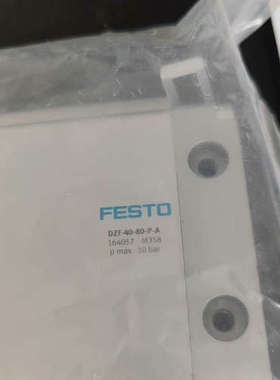 FESTO
DZF-40-80-P-A
164057 M358
p max. 10 bar